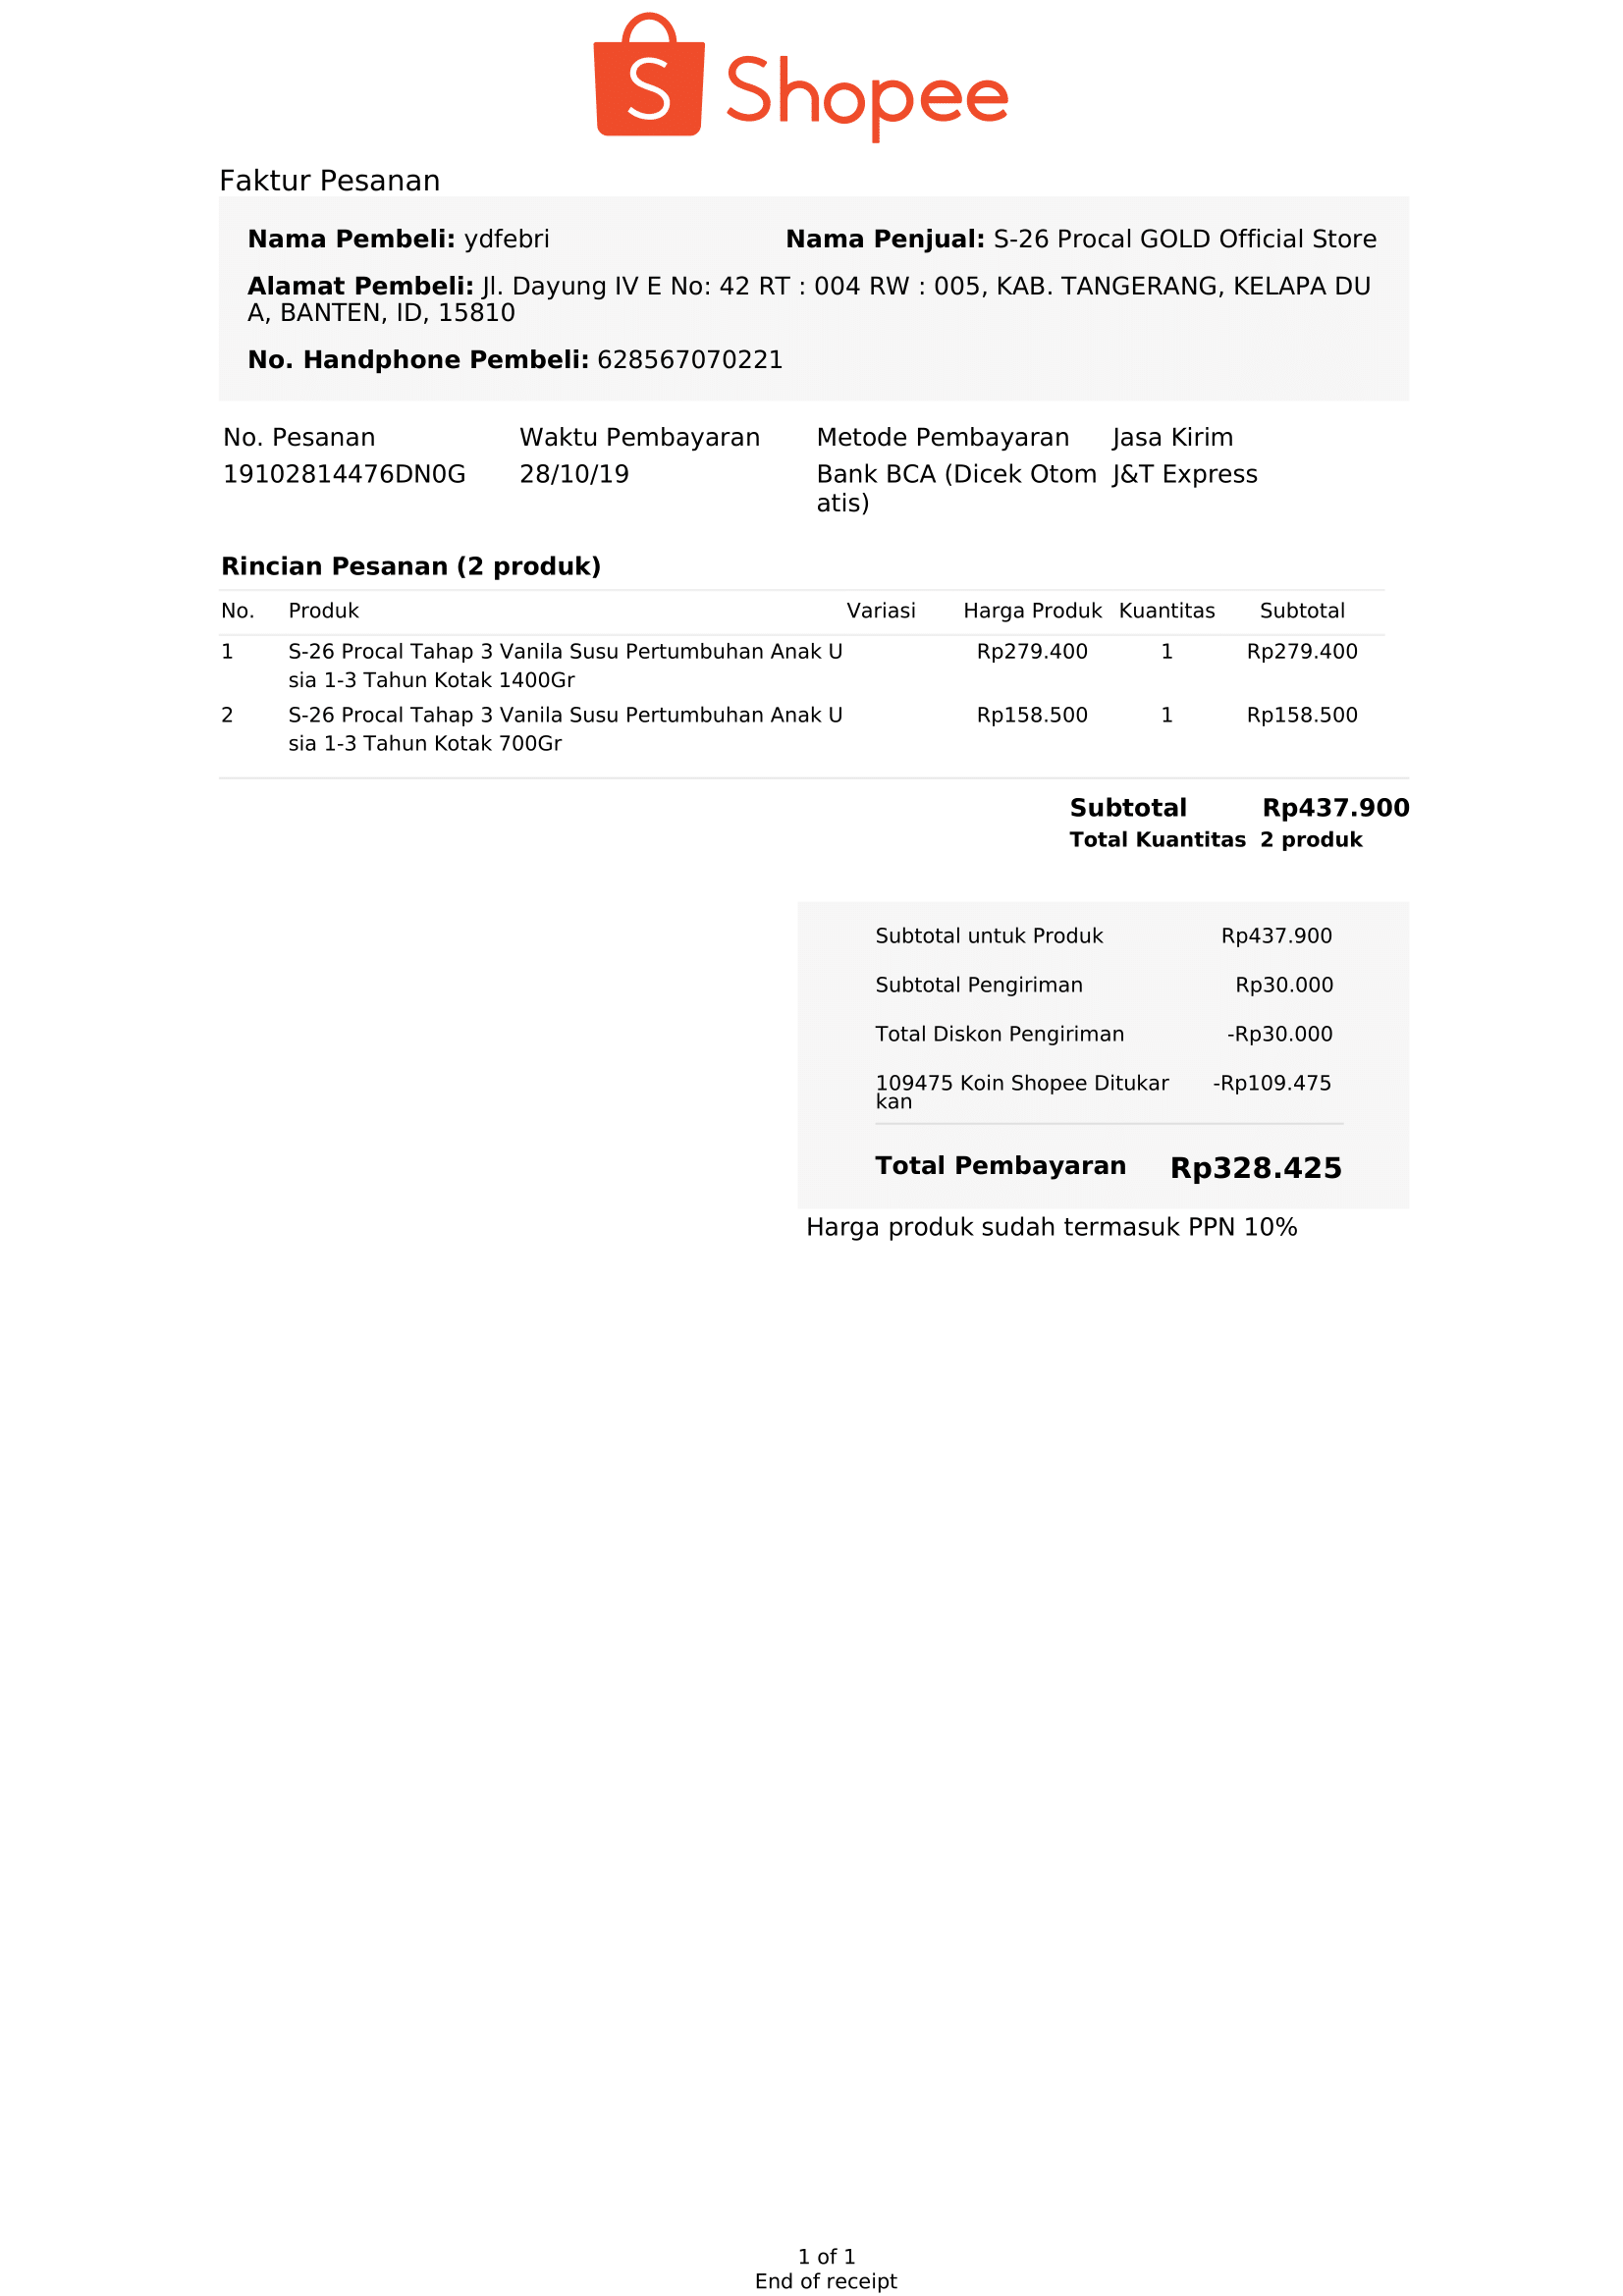 S Shopee
Faktur Pesanan
Nama Pembeli: ydfebri Nama Penjual: S-26 Procal GOLD Official Store
Alamat Pembeli: Jl. Dayung IV E No: 42 RT : 004 RW : 005, KAB. TANGERANG, KELAPA DU
A, BANTEN, ID, 15810
No. Handphone Pembeli: 628567070221
No. Pesanan Waktu Pembayaran Metode Pembayaran Jasa Kirim
19102814476DN0G 28/10/19 Bank BCA (Dicek Otom J&T Express
atis)
Rincian Pesanan (2 produk)
No. Produk Variasi Harga Produk Kuantitas Subtotal
1 S-26 Procal Tahap 3 Vanila Susu Pertumbuhan Anak U Rp279.400 1 Rp279.400
sia 1-3 Tahun Kotak 1400Gr
2 S-26 Procal Tahap 3 Vanila Susu Pertumbuhan Anak U Rp158.500 1 Rp158.500
sia 1-3 Tahun Kotak 700Gr
Subtotal Rp437.900
Total Kuantitas 2 produk
Subtotal untuk Produk Rp437.900
Subtotal Pengiriman Rp30.000
Total Diskon Pengiriman -Rp30.000
109475 Koin Shopee Ditukar -Rp109.475
kan
Total Pembayaran Rp328.425
Harga produk sudah termasuk PPN 10%
1 of 1
End of receipt